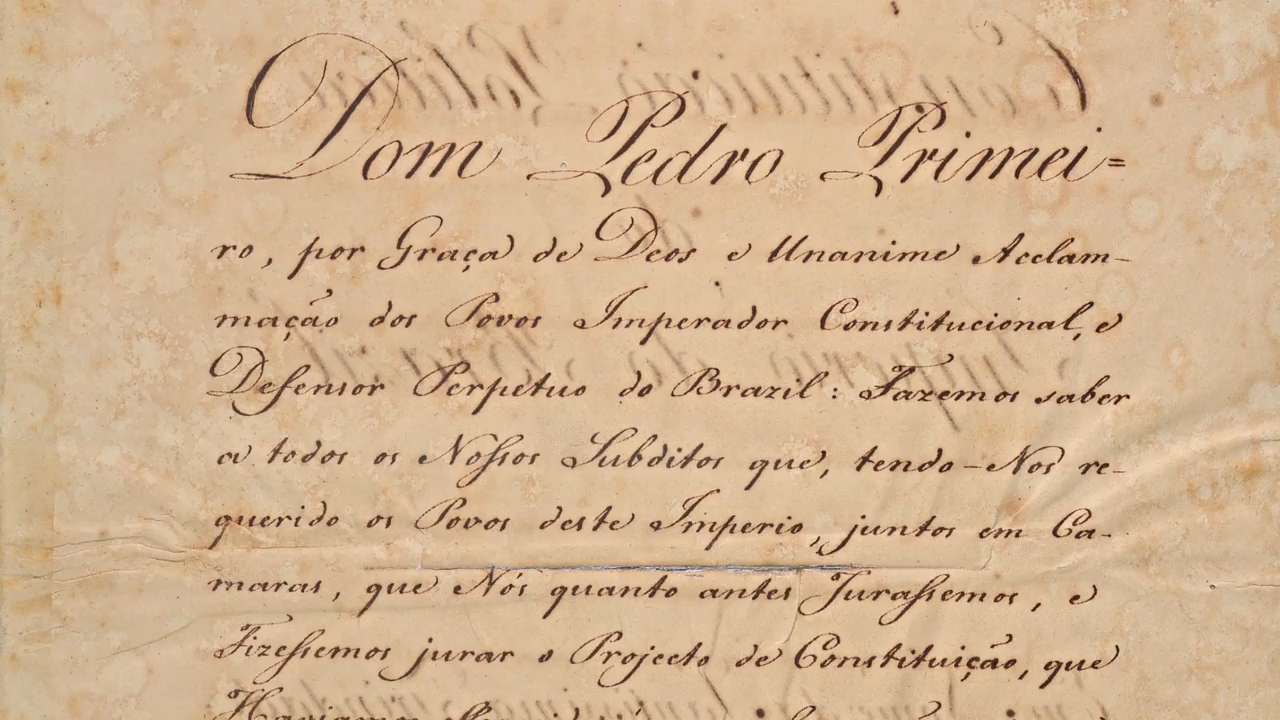 Dom Pedro Primei=
ro, por Graça de Deos e Unanime Acclam-
mação dos Povos Imperador Constitucional, e
Defensor Perpetuo do Brazil: Fazemos saber
a todos os Nossos Subditos que, tendo-Nos re-
querido os Povos deste Imperio, juntos em Ca-
maras, que Nós quanto antes Jurassemos, e
Fizessemos jurar o Projecto de Constituição, que
Haviamos